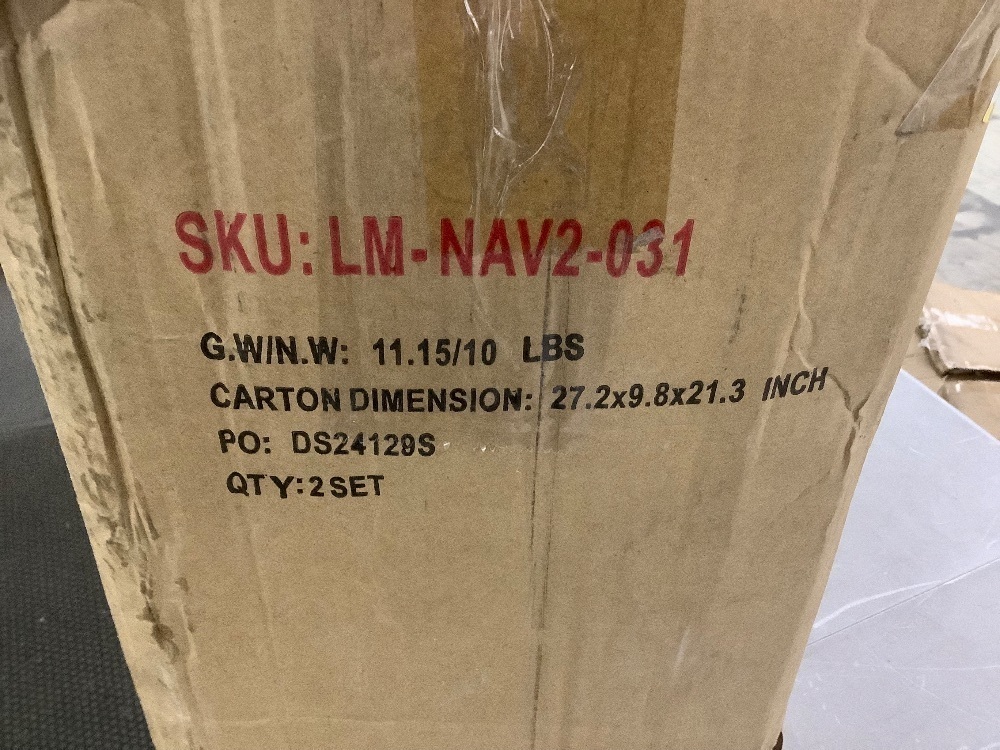 SKU: LM-NAV2-031
G.W/N.W: 11.15/10 LBS
CARTON DIMENSION: 27.2x9.8x21.3 INCH
PO: DS24129S
QTY: 2 SET